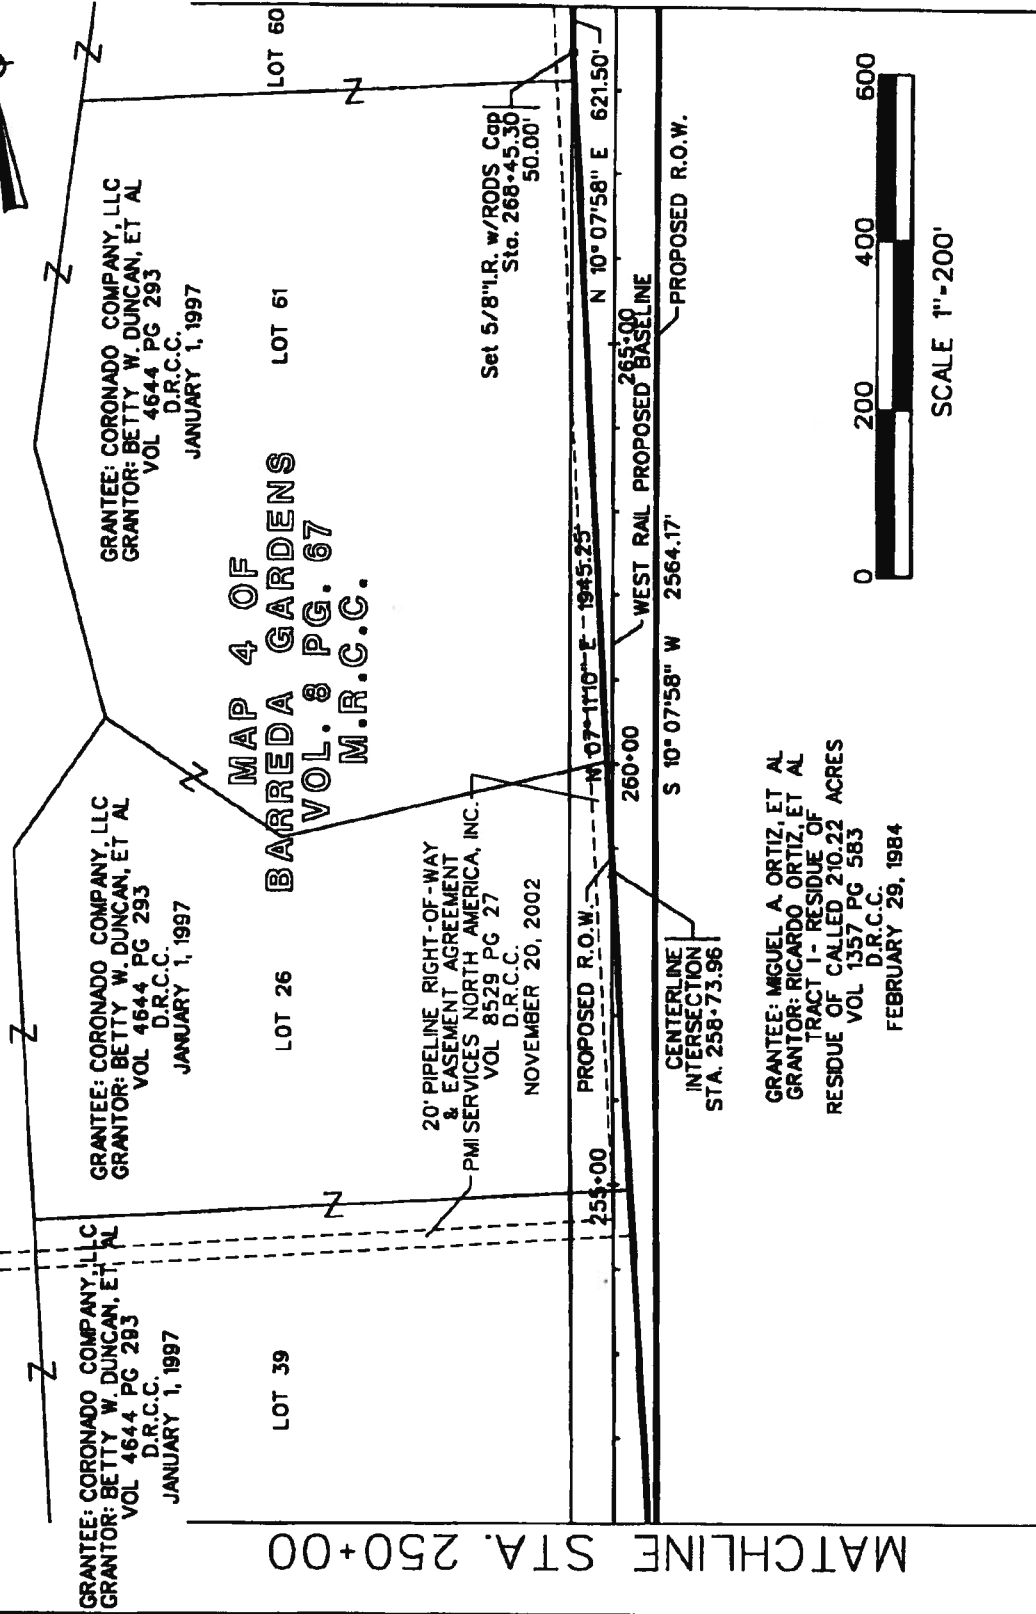 LOT 60
GRANTEE: CORONADO COMPANY, LLC
GRANTOR: BETTY W. DUNCAN, ET AL
VOL 4644 PG 293
D.R.C.C.
JANUARY 1, 1997
LOT 61
Set 5/8"I.R. w/RODS Cap
Sta. 268+45.30
50.00'
N 10°07'58" E 621.50'
MAP 4 OF
BARREDA GARDENS
VOL. 8 PG. 67
M.R.C.C.
N 07°11'10" E 1945.25'
265+00
WEST RAIL PROPOSED BASELINE
PROPOSED R.O.W.
S 10°07'58" W 2564.17'
260+00
GRANTEE: CORONADO COMPANY, LLC
GRANTOR: BETTY W. DUNCAN, ET AL
VOL 4644 PG 293
D.R.C.C.
JANUARY 1, 1997
LOT 26
20' PIPELINE RIGHT-OF-WAY
& EASEMENT AGREEMENT
PMI SERVICES NORTH AMERICA, INC.
VOL 8529 PG 27
D.R.C.C.
NOVEMBER 20, 2002
PROPOSED R.O.W.
CENTERLINE
INTERSECTION
STA. 258+73.96
255+00
GRANTEE: MIGUEL A. ORTIZ, ET AL
GRANTOR: RICARDO ORTIZ, ET AL
TRACT I - RESIDUE OF
RESIDUE OF CALLED 210.22 ACRES
VOL 1357 PG 583
D.R.C.C.
FEBRUARY 29, 1984
GRANTEE: CORONADO COMPANY, LLC
GRANTOR: BETTY W. DUNCAN, ET AL
VOL 4644 PG 293
D.R.C.C.
JANUARY 1, 1997
LOT 39
0 200 400 600
SCALE 1"=200'
MATCHLINE STA. 250+00